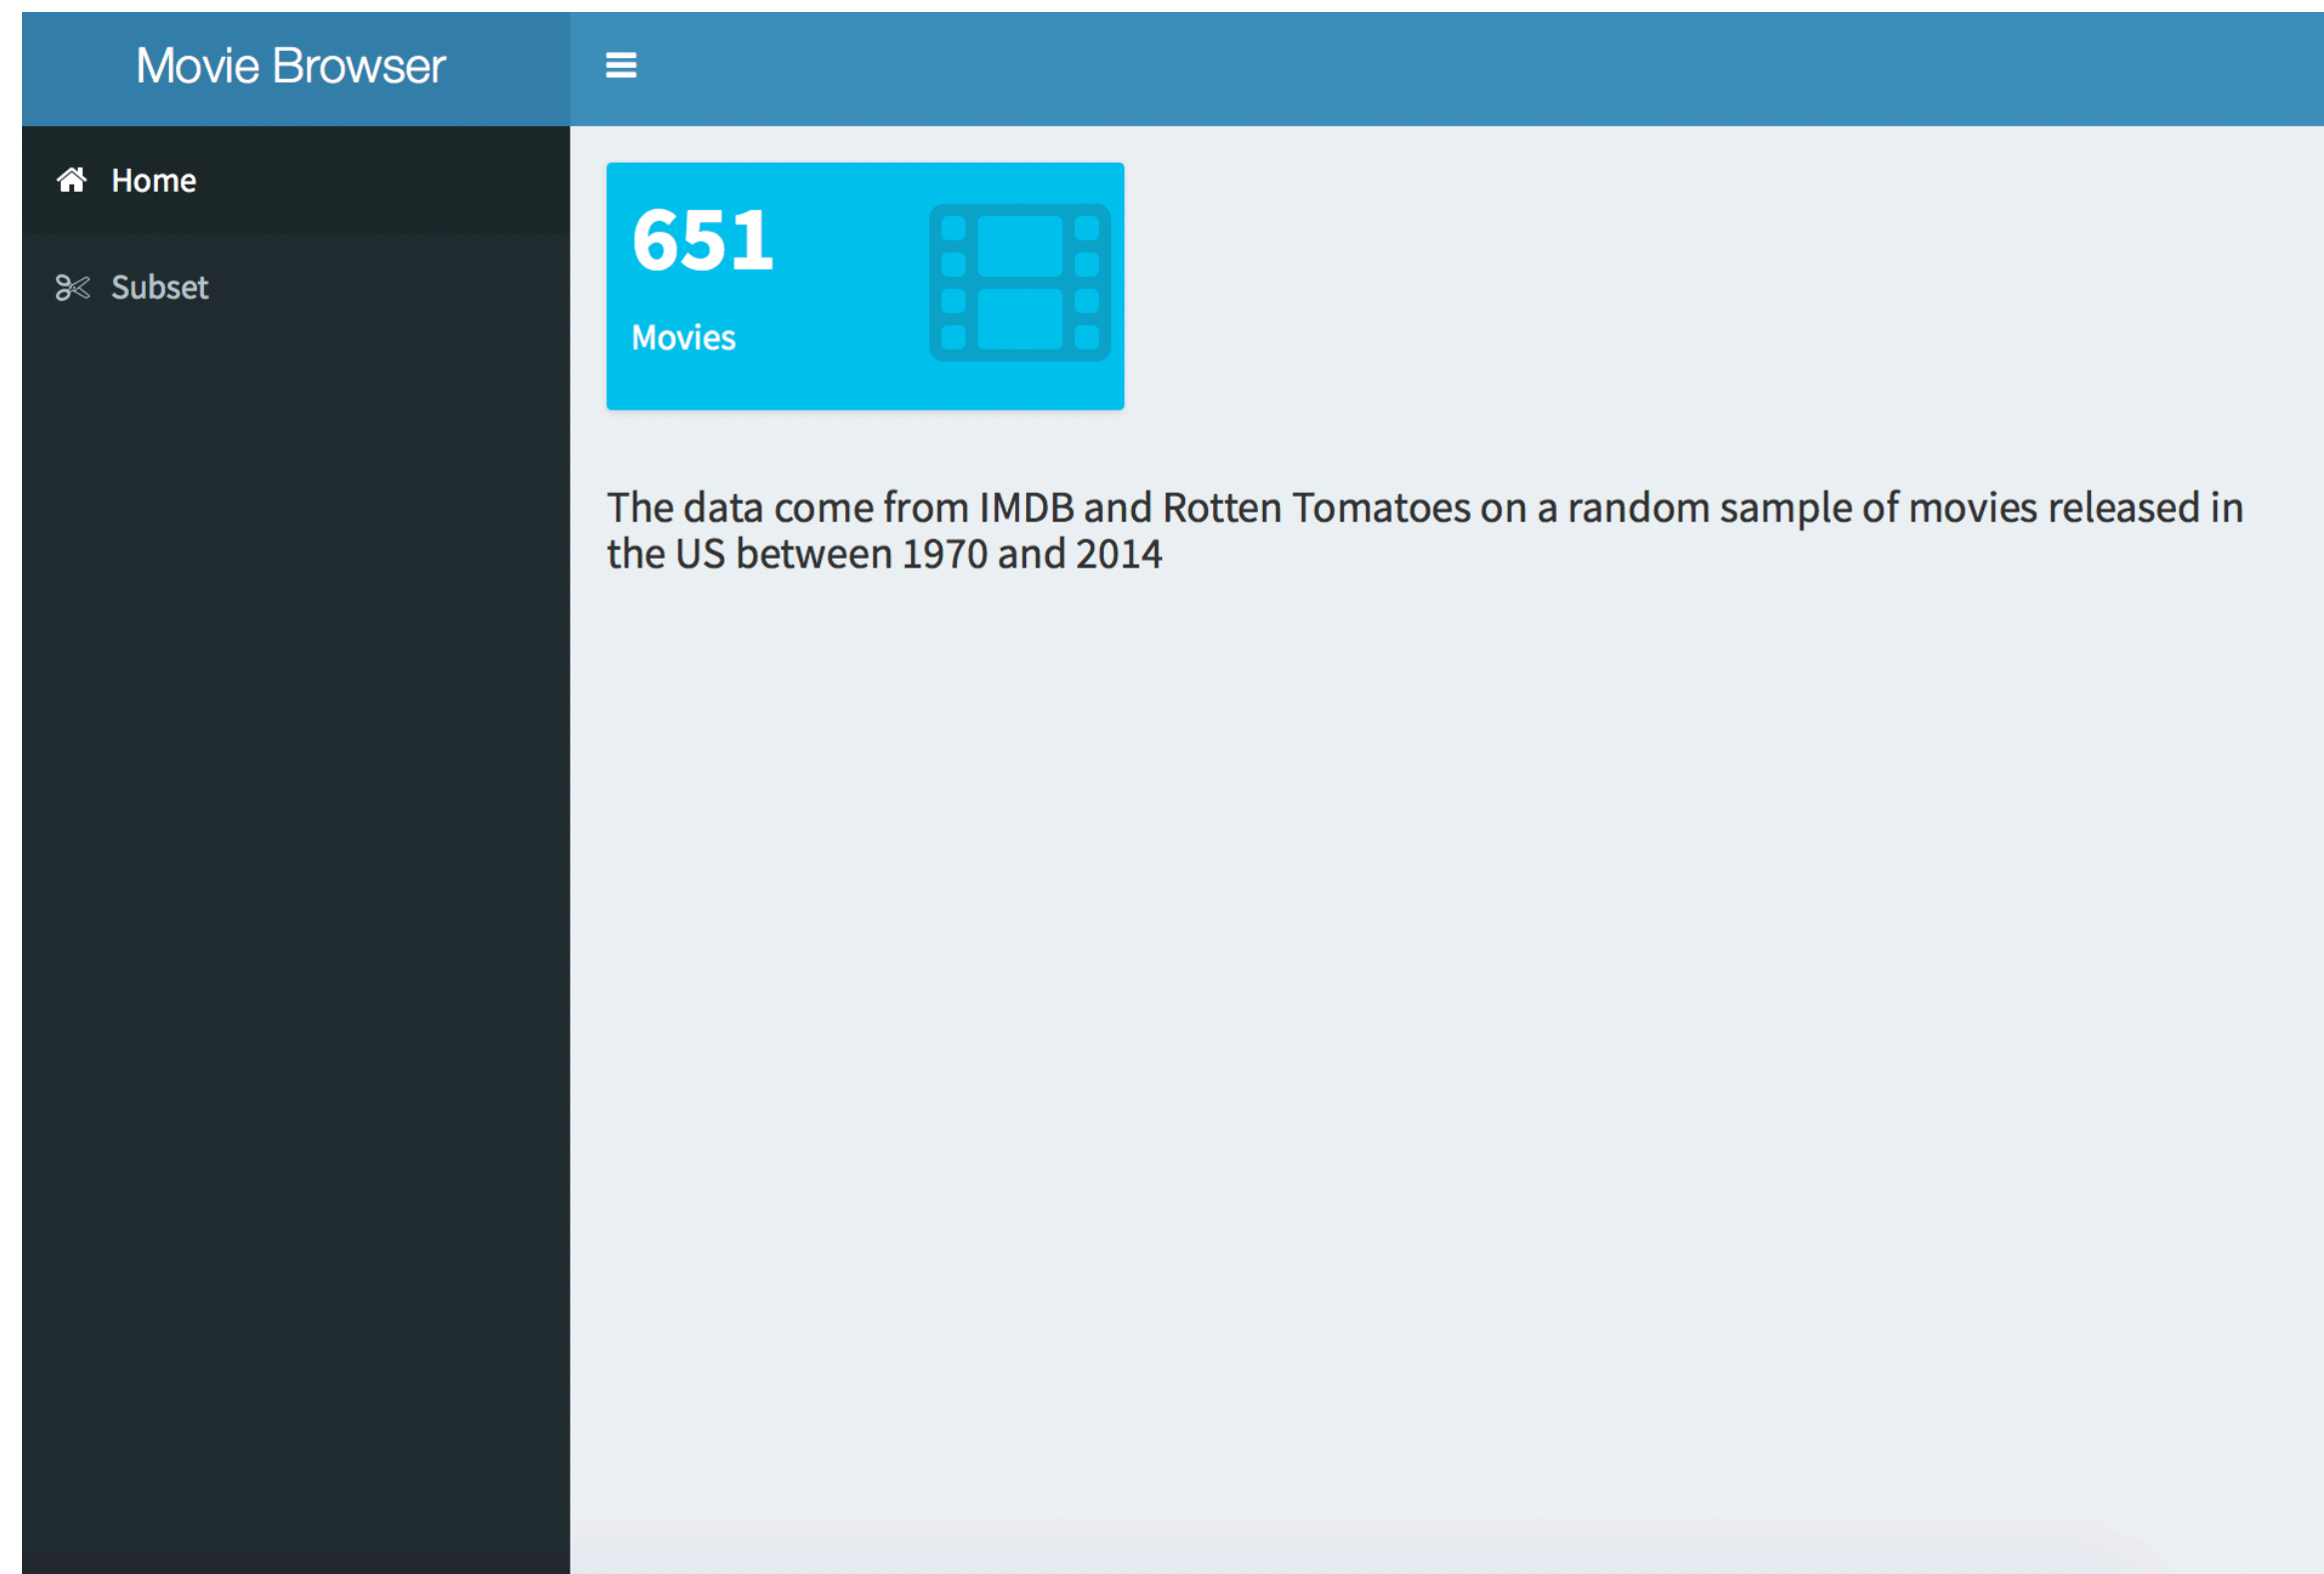 Movie Browser
Home
Subset
651
Movies
The data come from IMDB and Rotten Tomatoes on a random sample of movies released in
the US between 1970 and 2014